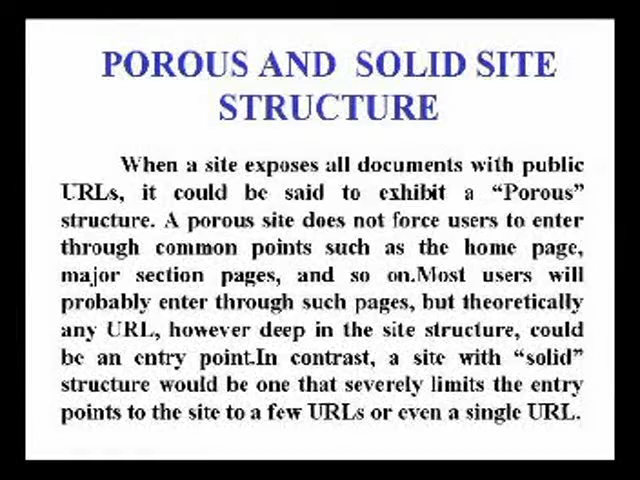 POROUS AND SOLID SITE
STRUCTURE
When a site exposes all documents with public
URLs, it could be said to exhibit a “Porous”
structure. A porous site does not force users to enter
through common points such as the home page,
major section pages, and so on.Most users will
probably enter through such pages, but theoretically
any URL, however deep in the site structure, could
be an entry point.In contrast, a site with “solid”
structure would be one that severely limits the entry
points to the site to a few URLs or even a single URL.